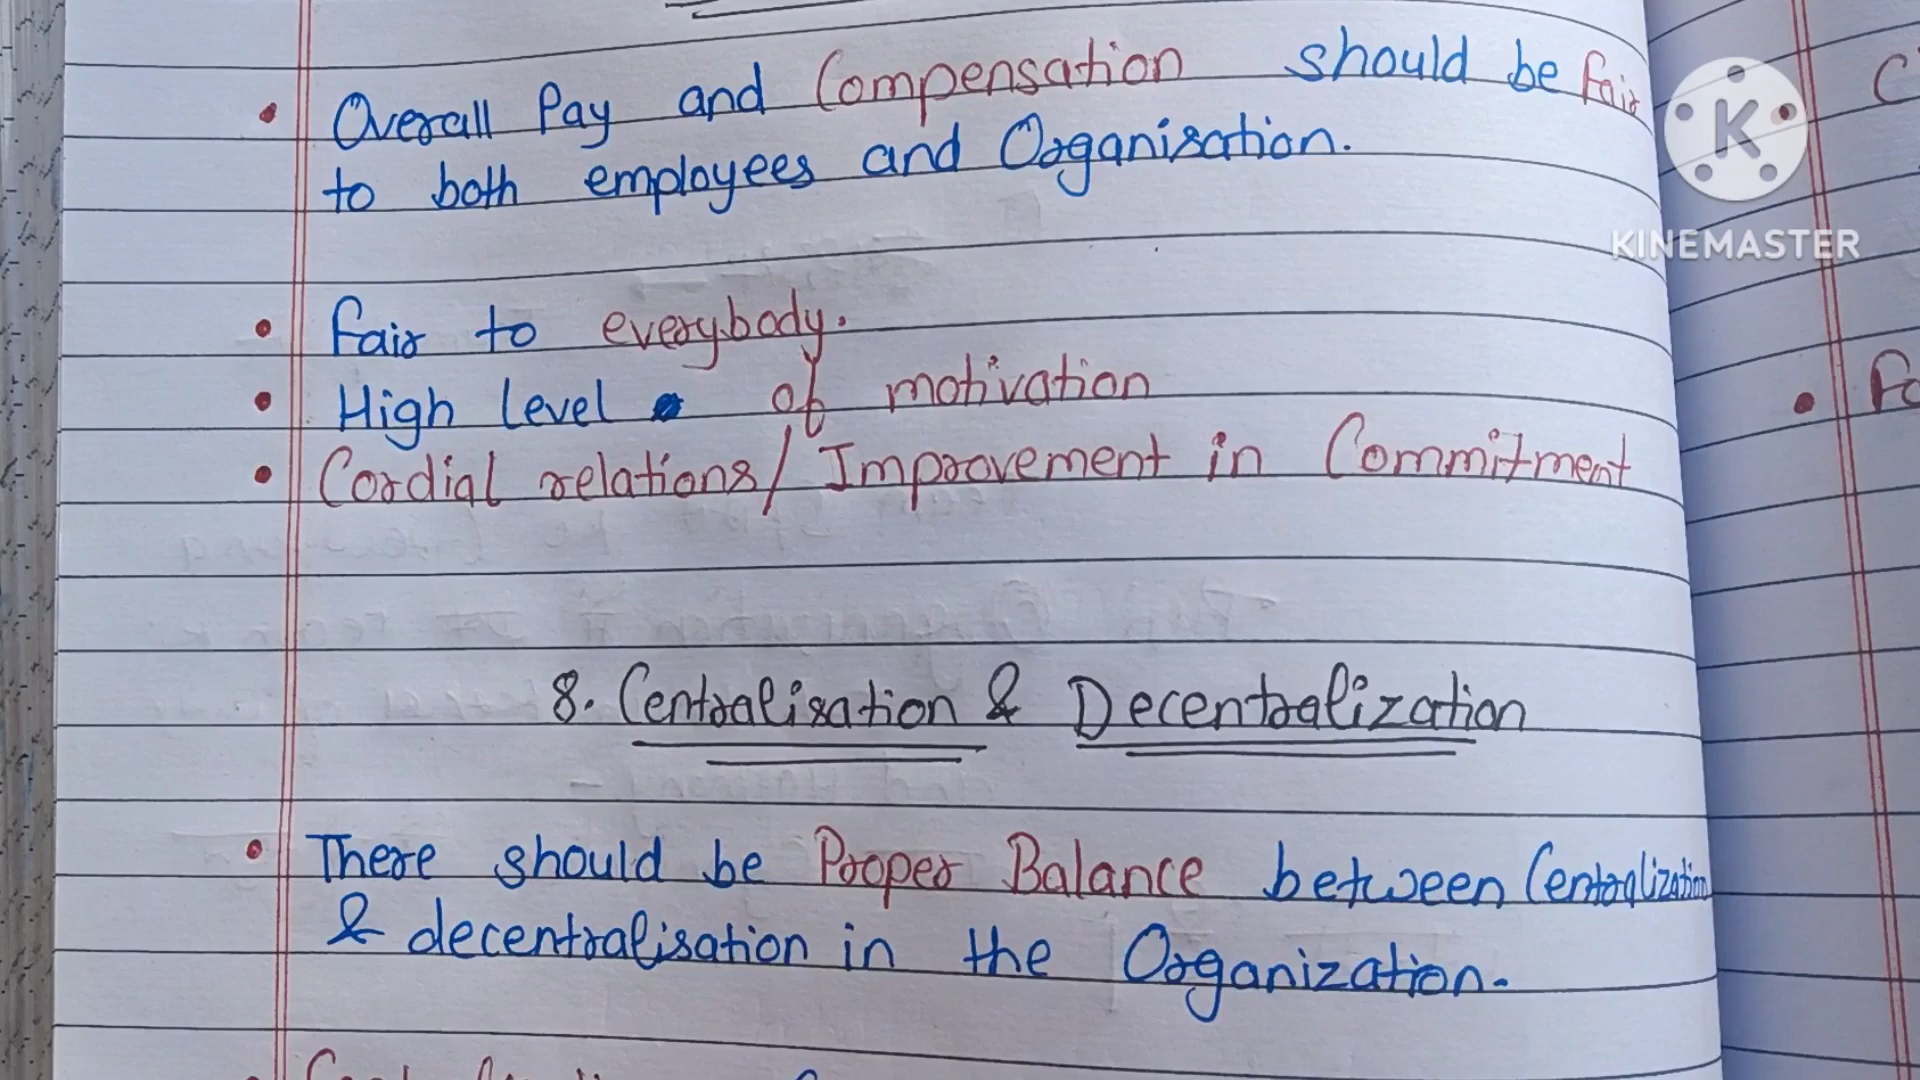 • Overall Pay and Compensation should be fair
to both employees and Organisation.
• Fair to everybody.
• High level of motivation
• Cordial relations/ Improvement in Commitment
8. Centralisation & Decentralization
• There should be Proper Balance between Centralization
& decentralisation in the Organization.
K
KINEMASTER